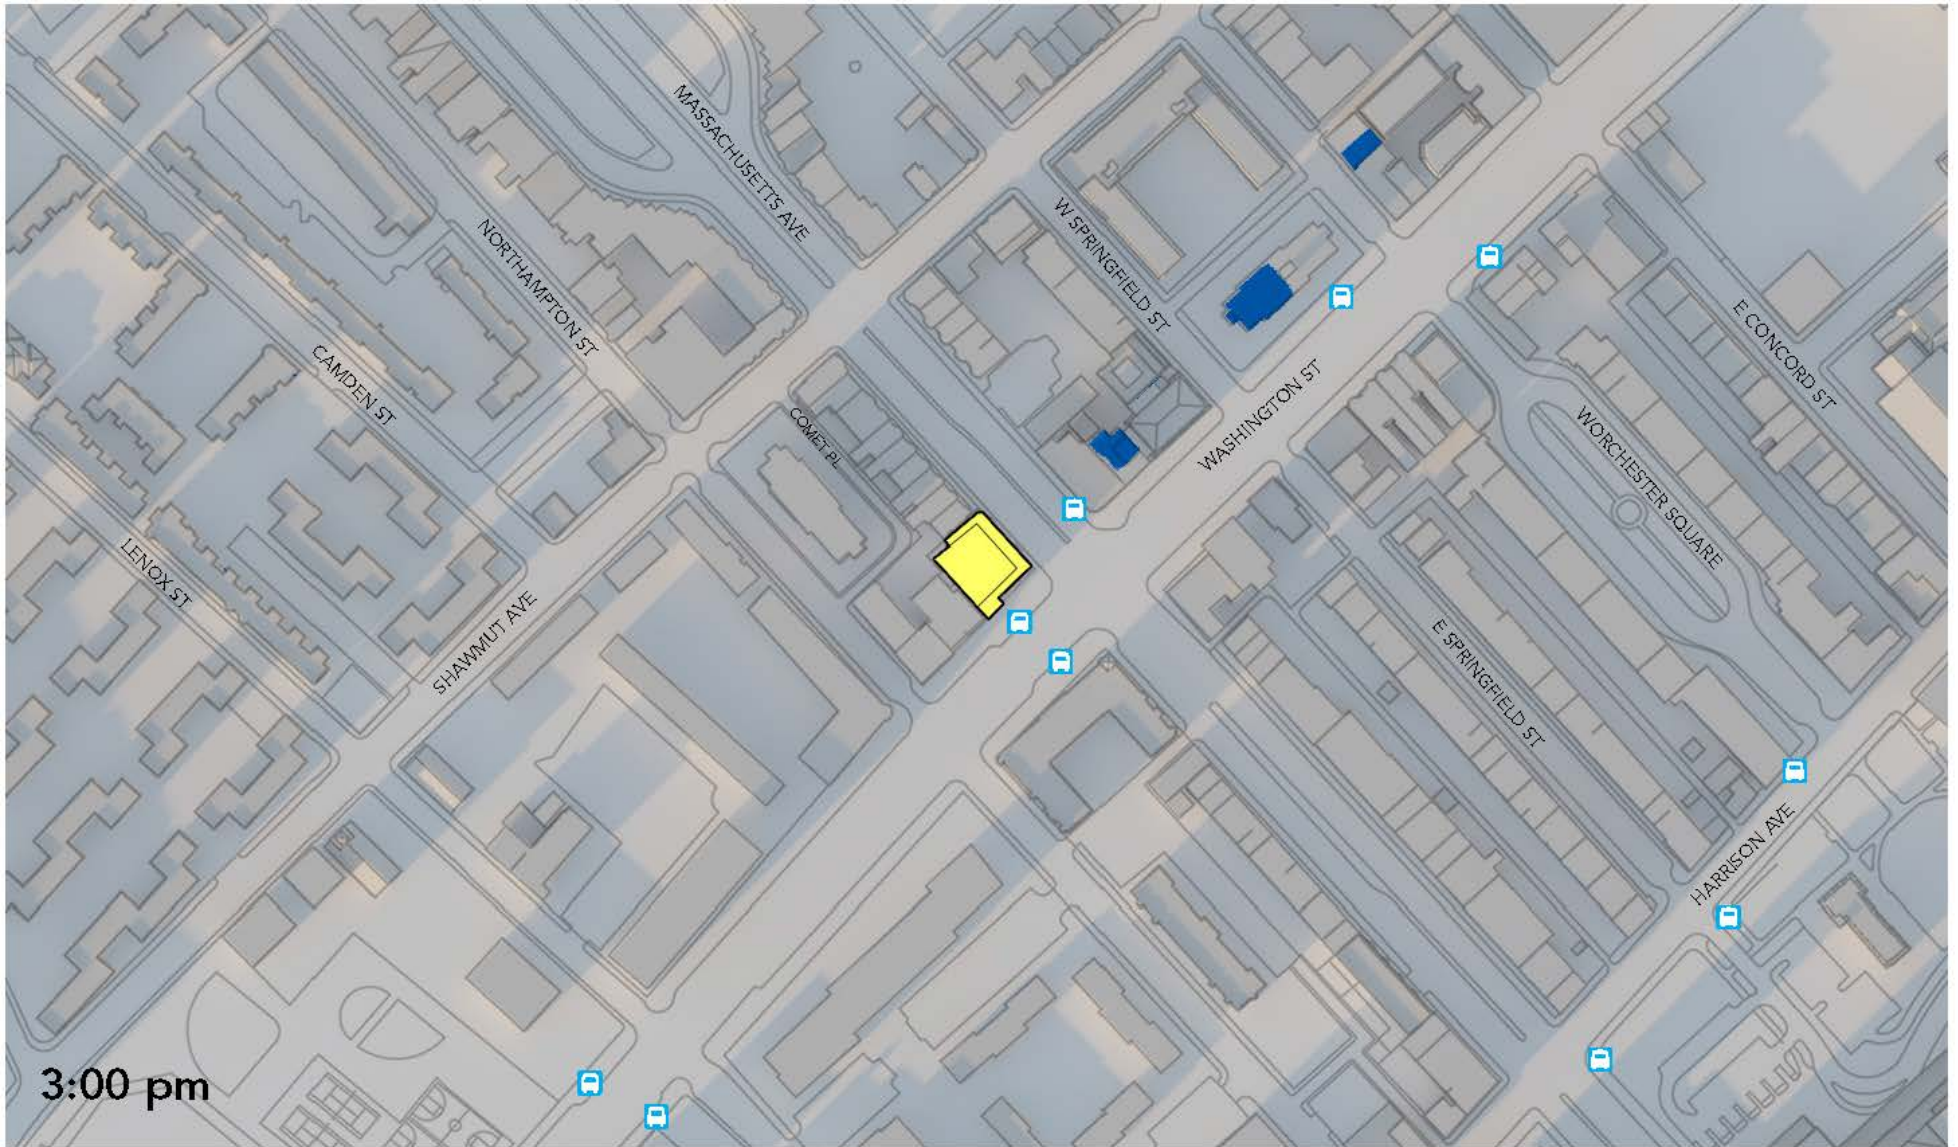 MASSACHUSETTS AVE
W SPRINGFIELD ST
NORTHAMPTON ST
E CONCORD ST
CAMDEN ST
WASHINGTON ST
COMET PL
WORCHESTER SQUARE
LENOX ST
SHAWMUT AVE
E SPRINGFIELD ST
HARRISON AVE
3:00 pm